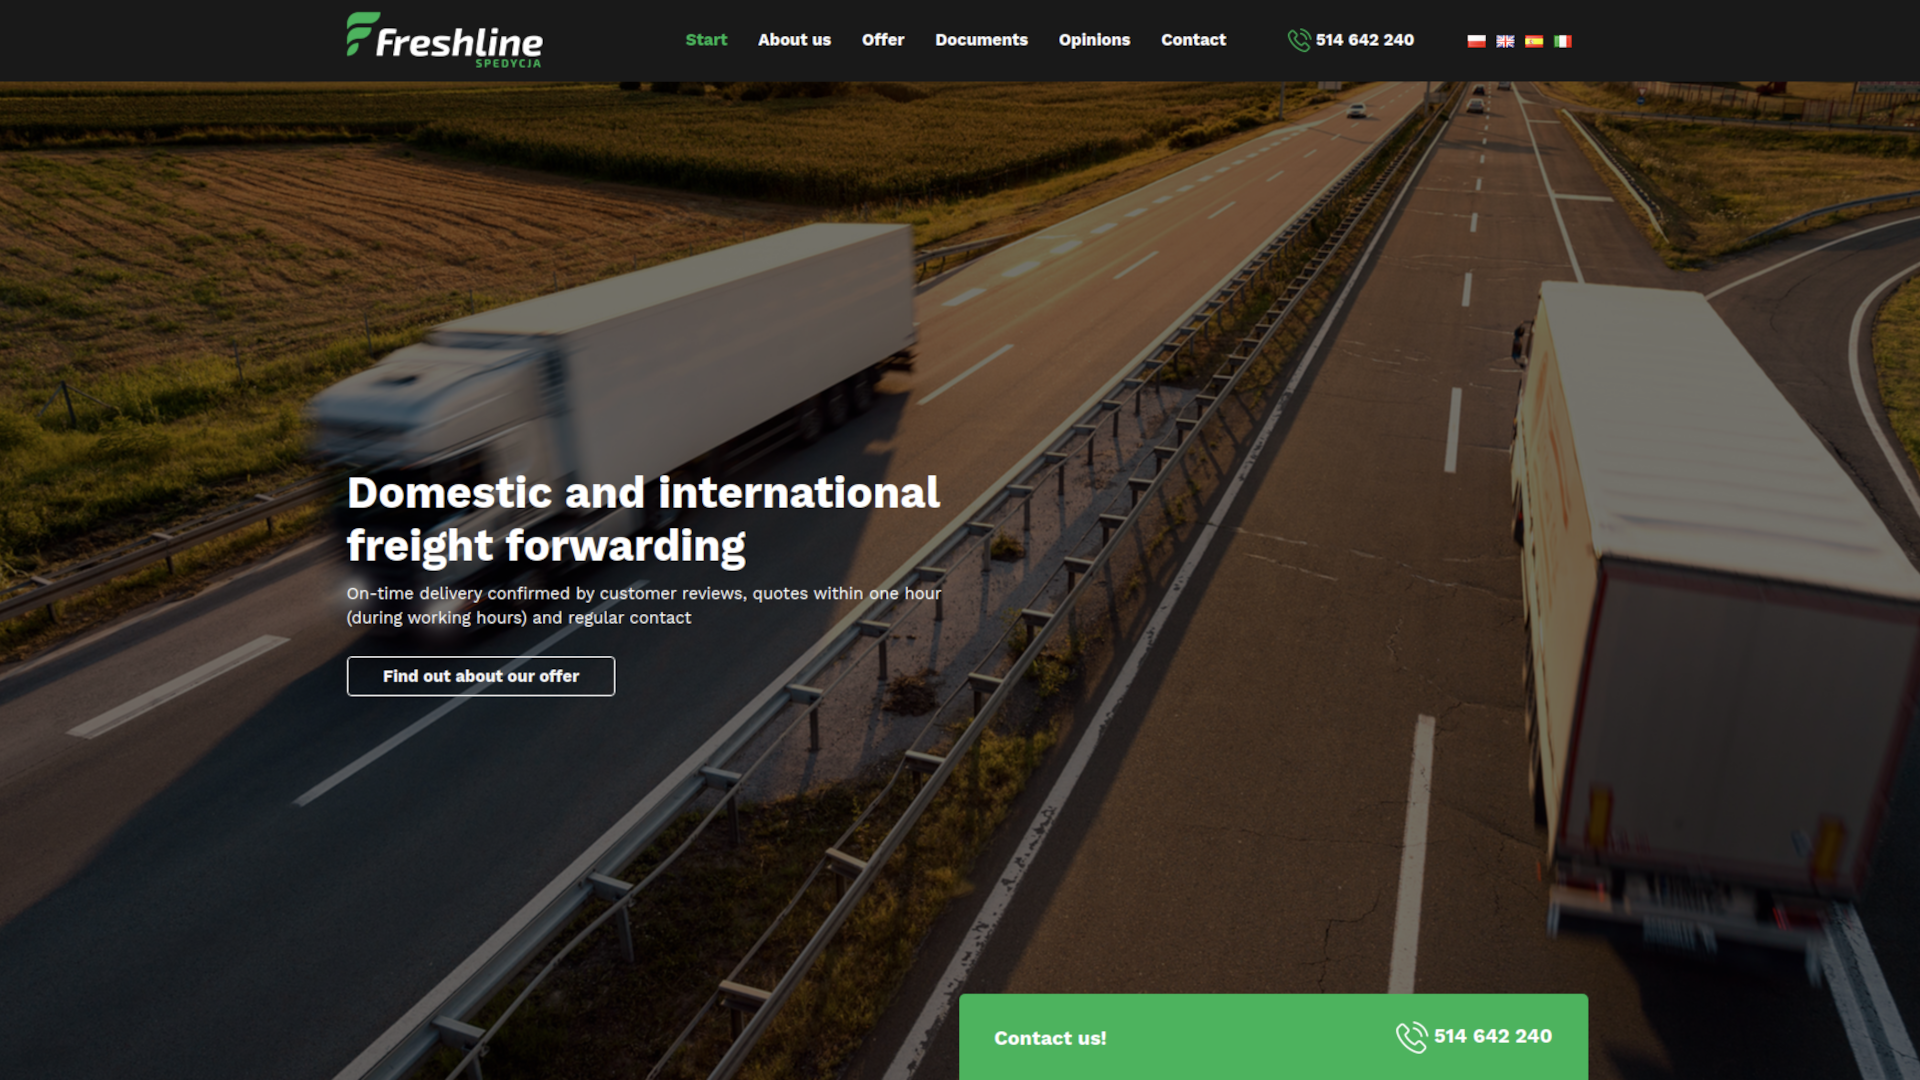 Freshline
SPEDYCJA
Start
About us
Offer
Documents
Opinions
Contact
514 642 240
Domestic and international
freight forwarding
On-time delivery confirmed by customer reviews, quotes within one hour
(during working hours) and regular contact
Find out about our offer
Contact us!
514 642 240